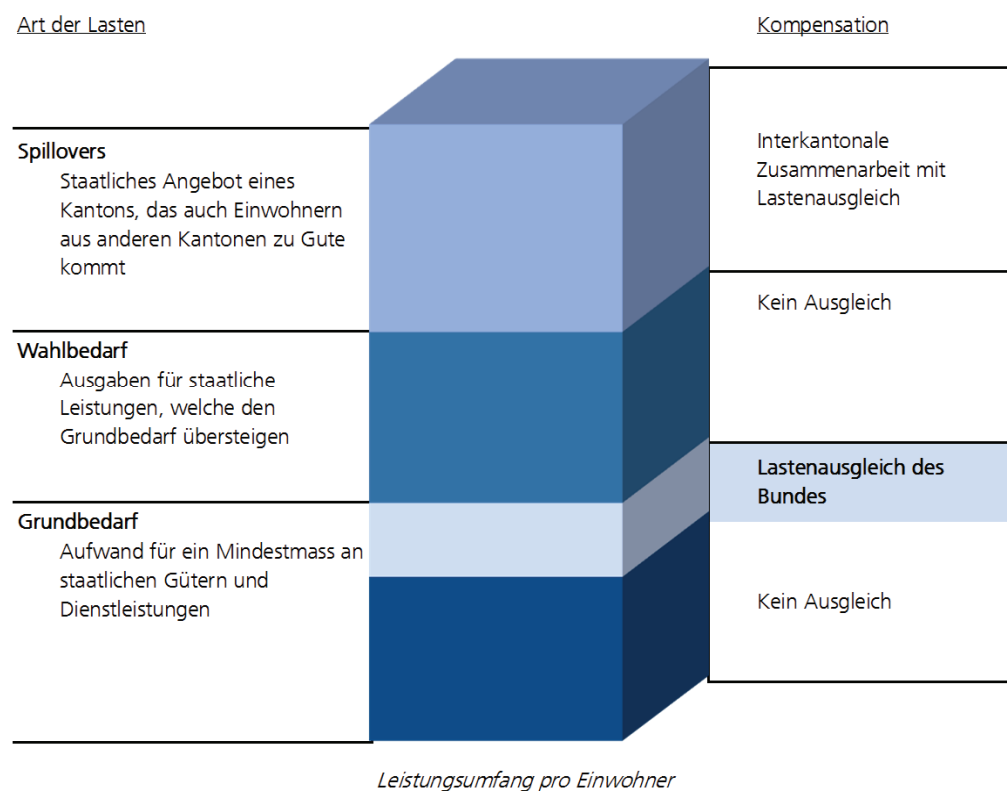 Art der Lasten
Kompensation
Spillovers
Staatliches Angebot eines
Kantons, das auch Einwohnern
aus anderen Kantonen zu Gute
kommt
Interkantonale
Zusammenarbeit mit
Lastenausgleich
Wahlbedarf
Ausgaben für staatliche
Leistungen, welche den
Grundbedarf übersteigen
Kein Ausgleich
Grundbedarf
Aufwand für ein Mindestmass an
staatlichen Gütern und
Dienstleistungen
Lastenausgleich des
Bundes
Kein Ausgleich
Leistungsumfang pro Einwohner